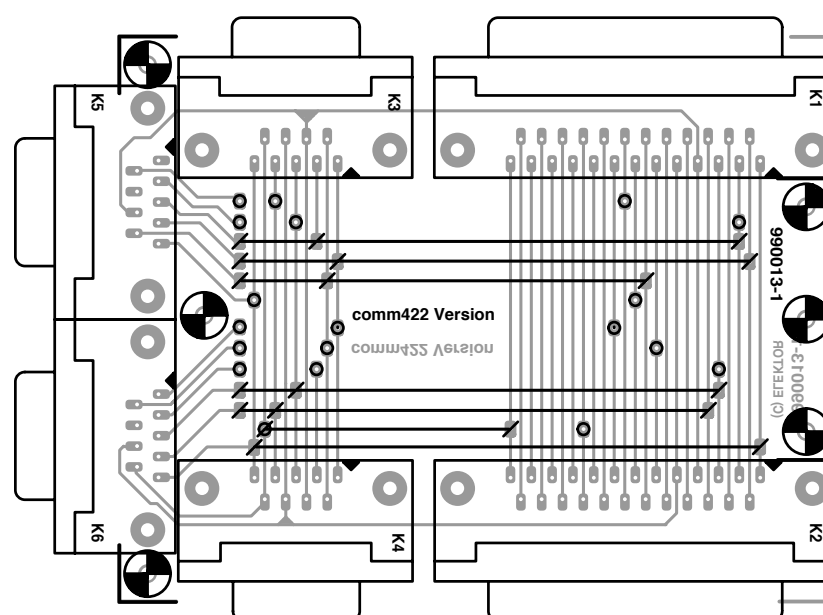 K5
K3
K1
990013-1
comm422 Version
comm422 Version
(C) ELEKTOR
990013-1
K6
K4
K2